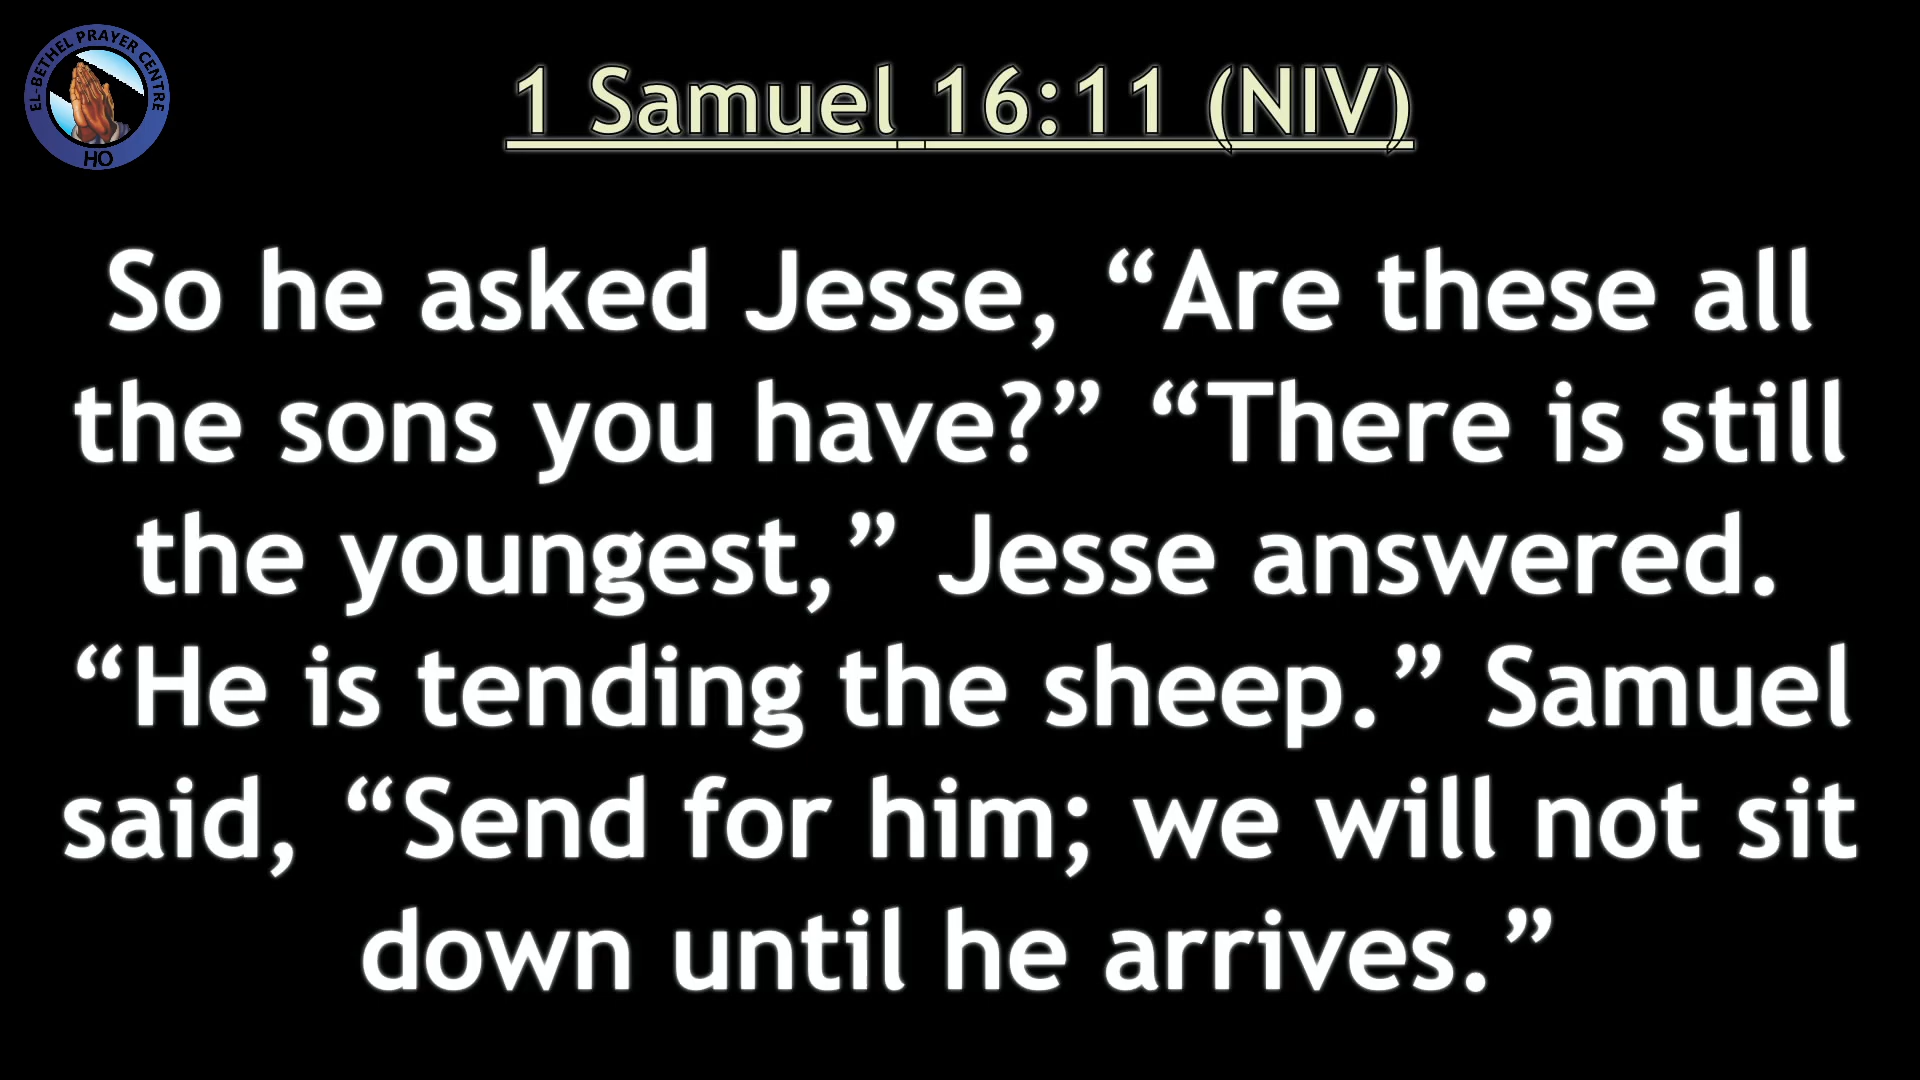 EL-BETHEL PRAYER CENTRE
HO
1 Samuel 16:11 (NIV)
So he asked Jesse, “Are these all
the sons you have?” “There is still
the youngest,” Jesse answered.
“He is tending the sheep.” Samuel
said, “Send for him; we will not sit
down until he arrives.”